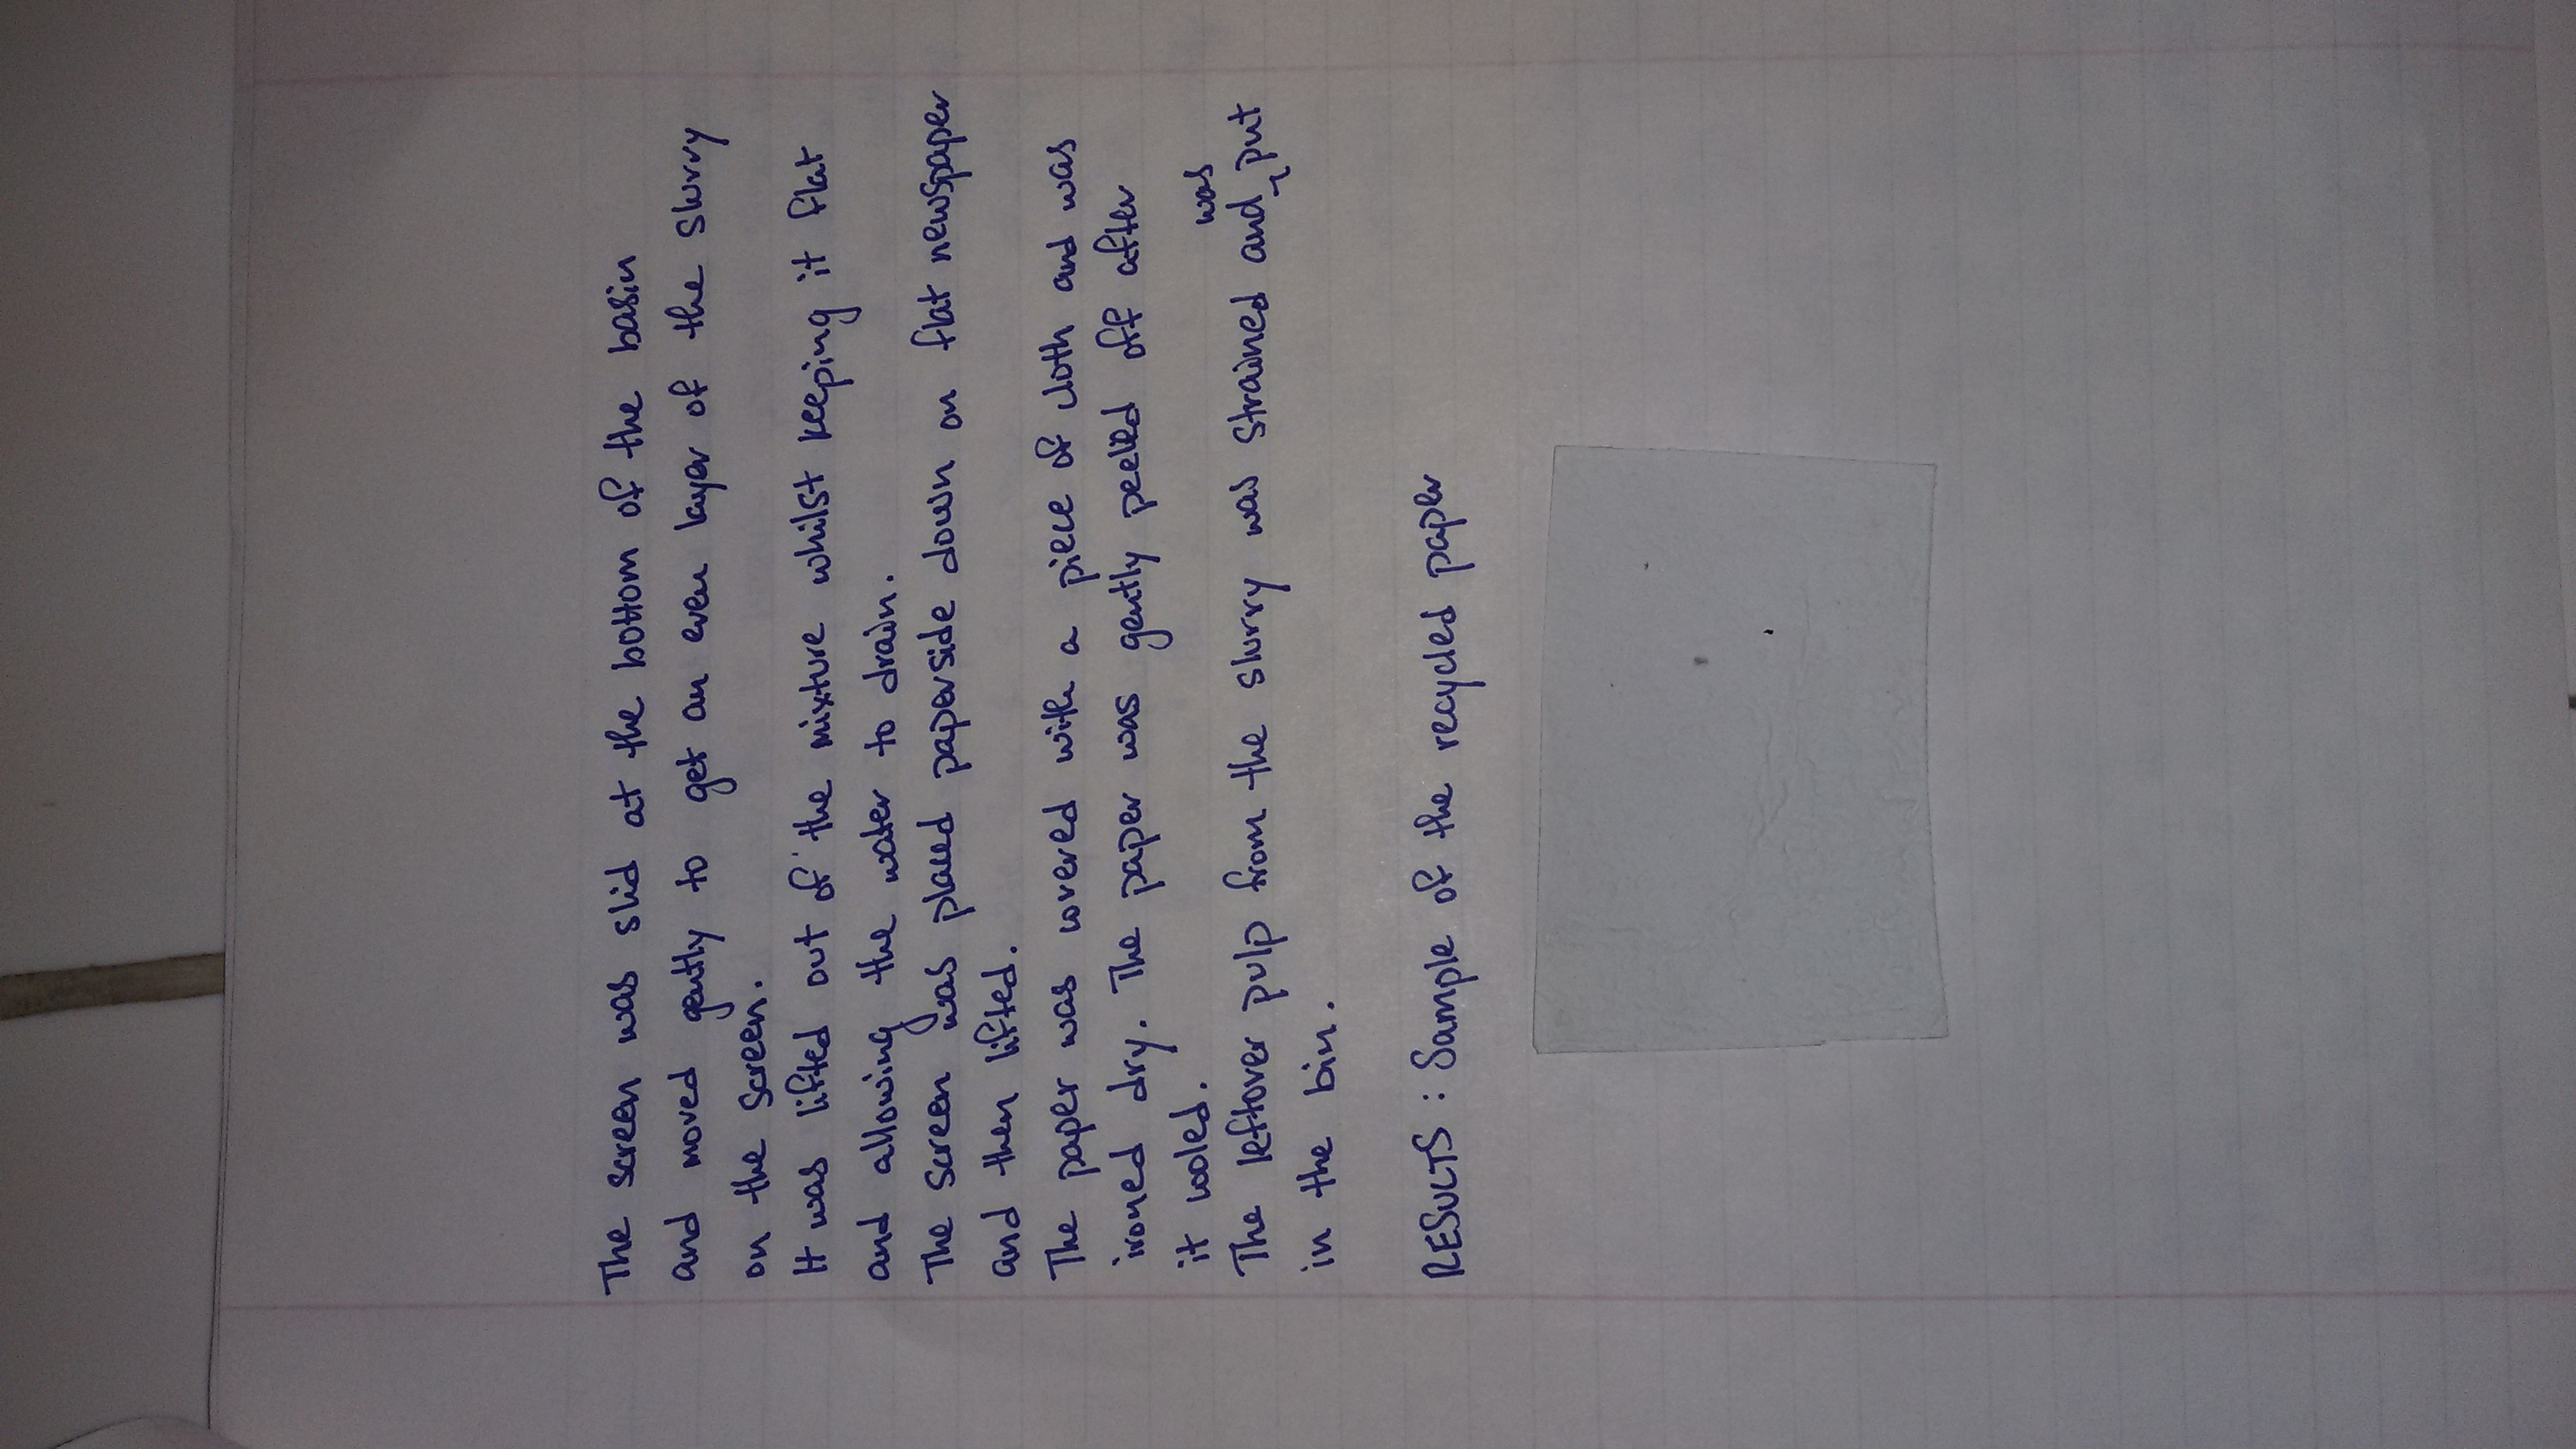 The screen was slid at the bottom of the basin
and moved gently to get an even layer of the slurry
on the screen.
It was lifted out of the mixture whilst keeping it flat
and allowing the water to drain.
The screen was placed paperside down on flat newspaper
and then lifted.
The paper was covered with a piece of cloth and was
ironed dry. The paper was gently peeled off after
it cooled.
The leftover pulp from the slurry was strained and was put
in the bin.
RESULTS : Sample of the recycled paper